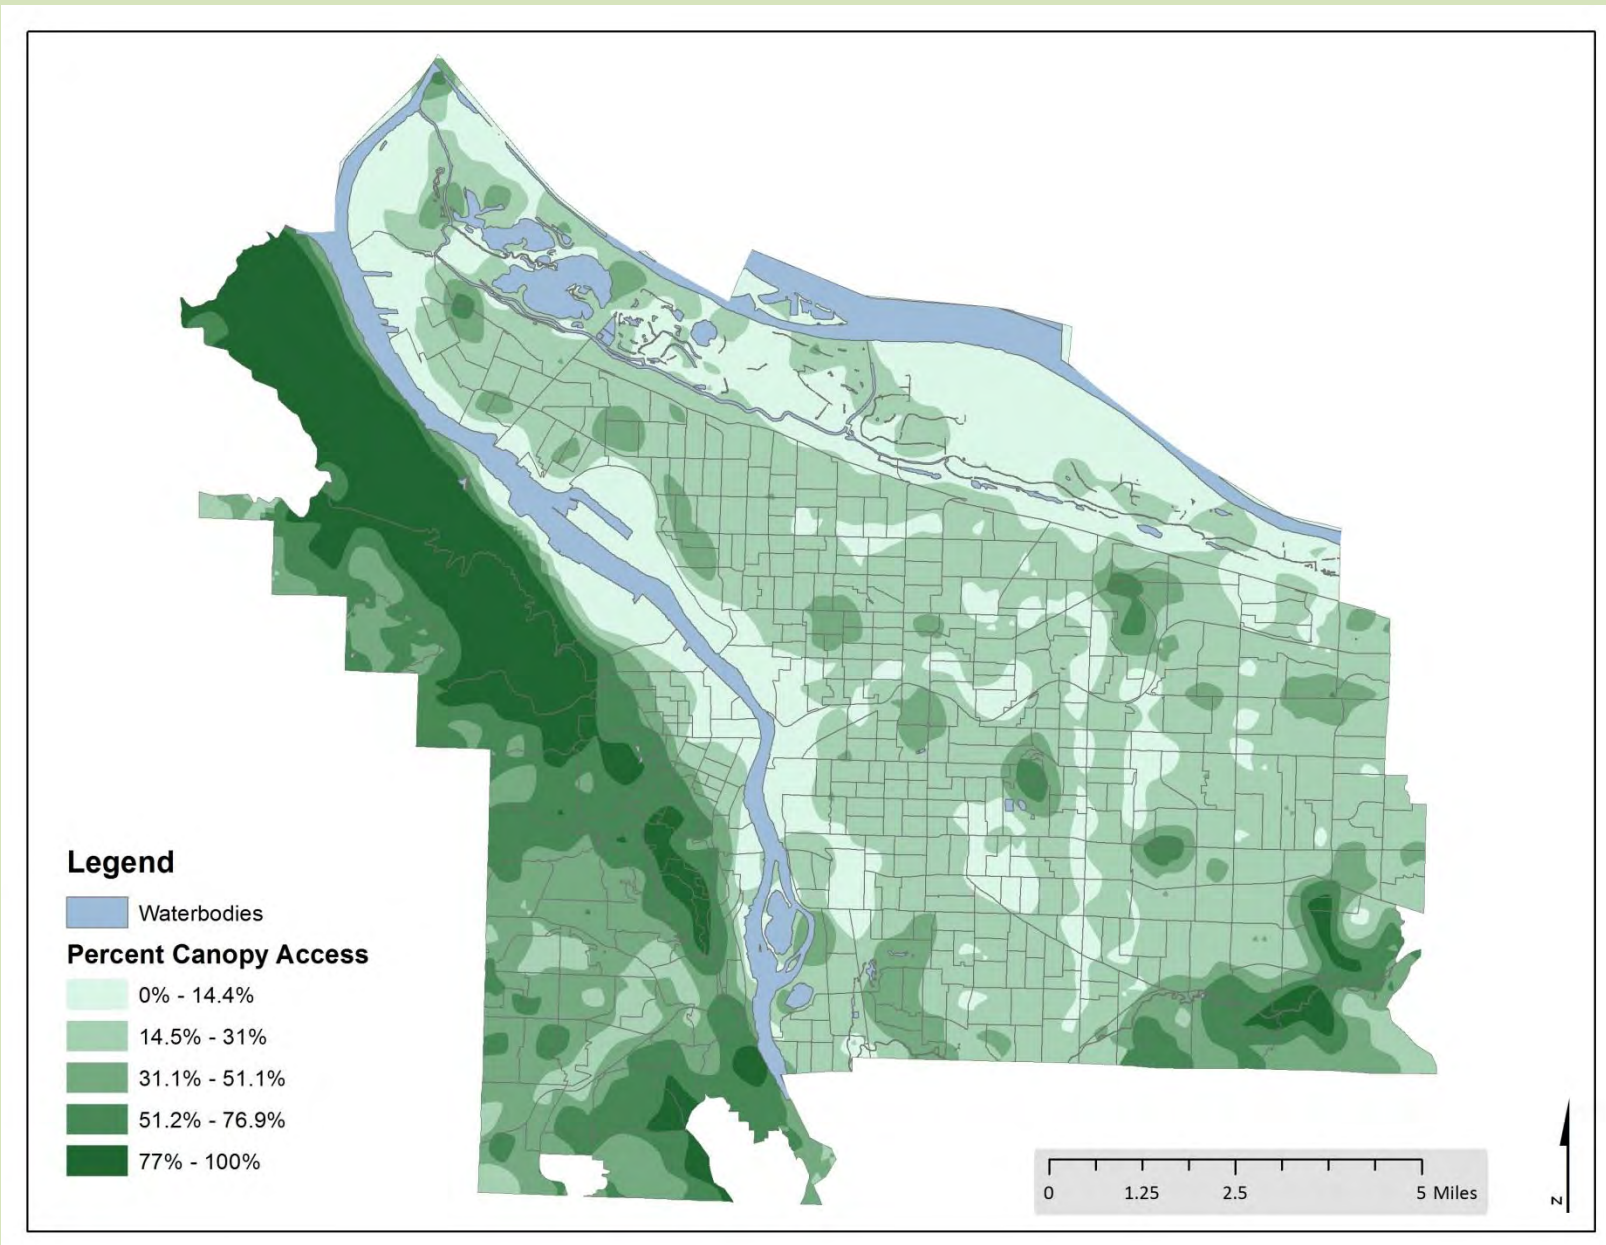 Legend
Waterbodies
Percent Canopy Access
0% - 14.4%
14.5% - 31%
31.1% - 51.1%
51.2% - 76.9%
77% - 100%
0 1.25 2.5 5 Miles
N